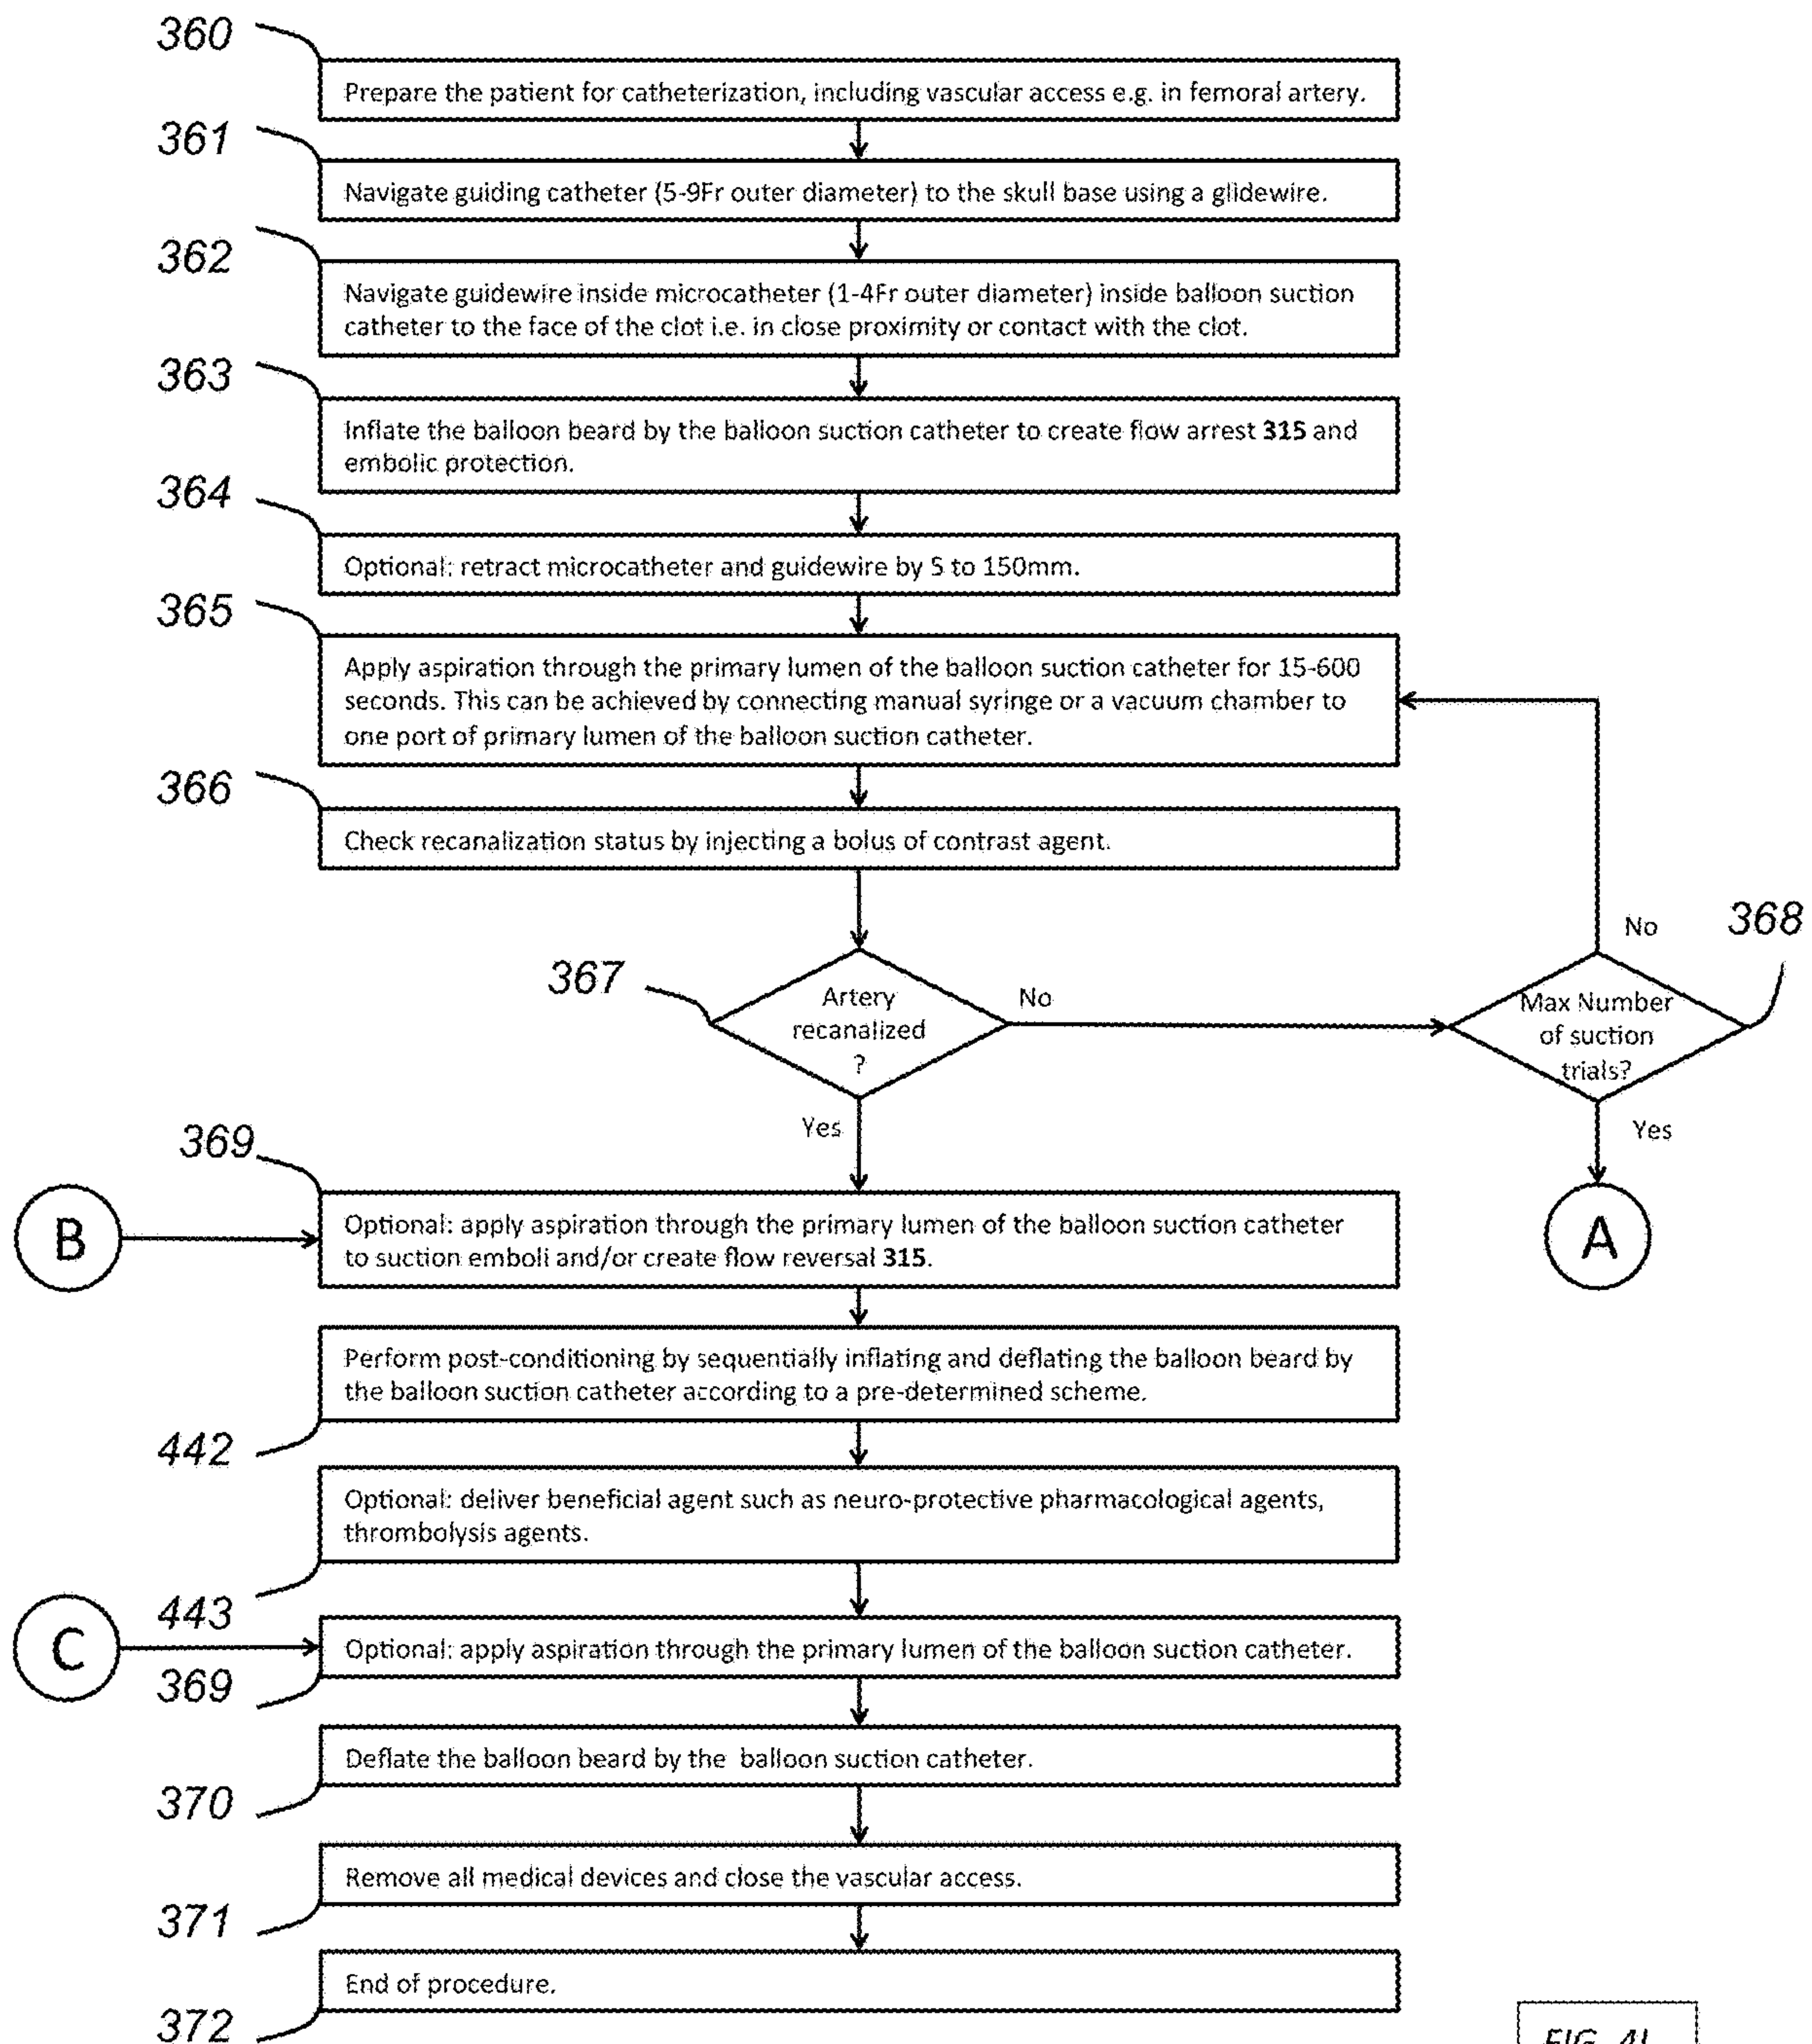 360
Prepare the patient for catheterization, including vascular access e.g. in femoral artery.
361
Navigate guiding catheter (5-9Fr outer diameter) to the skull base using a glidewire.
362
Navigate guidewire inside microcatheter (1-4Fr outer diameter) inside balloon suction
catheter to the face of the clot i.e. in close proximity or contact with the clot.
363
Inflate the balloon beard by the balloon suction catheter to create flow arrest 315 and
embolic protection.
364
Optional: retract microcatheter and guidewire by 5 to 150mm.
365
Apply aspiration through the primary lumen of the balloon suction catheter for 15-600
seconds. This can be achieved by connecting manual syringe or a vacuum chamber to
one port of primary lumen of the balloon suction catheter.
366
Check recanalization status by injecting a bolus of contrast agent.
367
Artery
recanalized
?
No
Yes
368
Max Number
of suction
trials?
No
Yes
A
369
B
Optional: apply aspiration through the primary lumen of the balloon suction catheter
to suction emboli and/or create flow reversal 315.
Perform post-conditioning by sequentially inflating and deflating the balloon beard by
the balloon suction catheter according to a pre-determined scheme.
442
Optional: deliver beneficial agent such as neuro-protective pharmacological agents,
thrombolysis agents.
443
C
Optional: apply aspiration through the primary lumen of the balloon suction catheter.
369
Deflate the balloon beard by the balloon suction catheter.
370
Remove all medical devices and close the vascular access.
371
End of procedure.
372